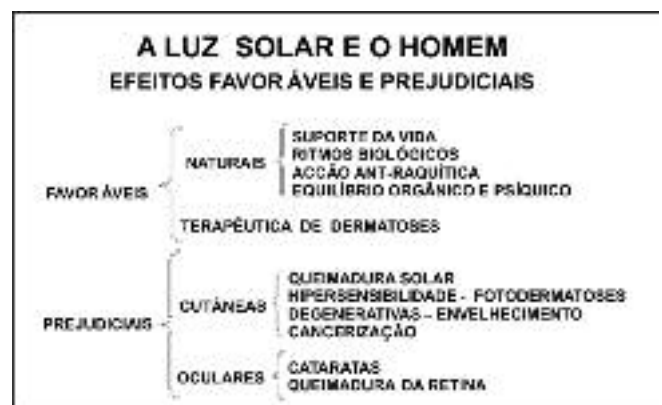 A LUZ SOLAR E O HOMEM
EFEITOS FAVORÁVEIS E PREJUDICIAIS
SUPORTE DA VIDA
RITMOS BIOLÓGICOS
NATURAIS
ACCÃO ANT-RAQUÍTICA
EQUILÍBRIO ORGÂNICO E PSÍQUICO
FAVORÁVEIS
TERAPÊUTICA DE DERMATOSES
QUEIMADURA SOLAR
HIPERSENSIBILIDADE - FOTODERMATOSES
CUTÂNEAS
DEGENERATIVAS - ENVELHECIMENTO
PREJUDICIAIS
CANCERIZAÇÃO
CATARATAS
OCULARES
QUEIMADURA DA RETINA